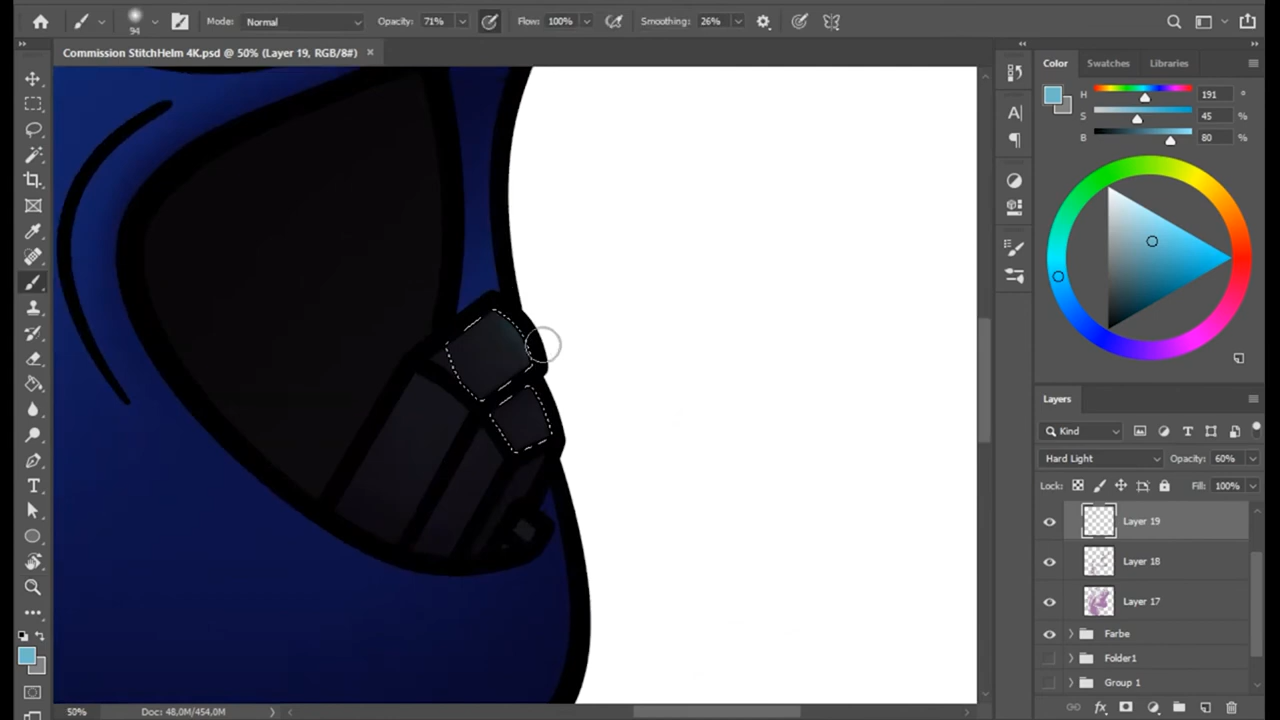 94
Mode: Normal
Opacity: 71%
Flow: 100%
Smoothing: 26%
Commission StitchHelm 4K.psd @ 50% (Layer 19, RGB/8#) ×
Color Swatches Libraries
H 191 °
S 45 %
B 80 %
Layers
Kind
Hard Light Opacity: 60%
Lock: Fill: 100%
Layer 19
Layer 18
Layer 17
Farbe
Folder1
Group 1
50% Doc: 48,0M/454,0M